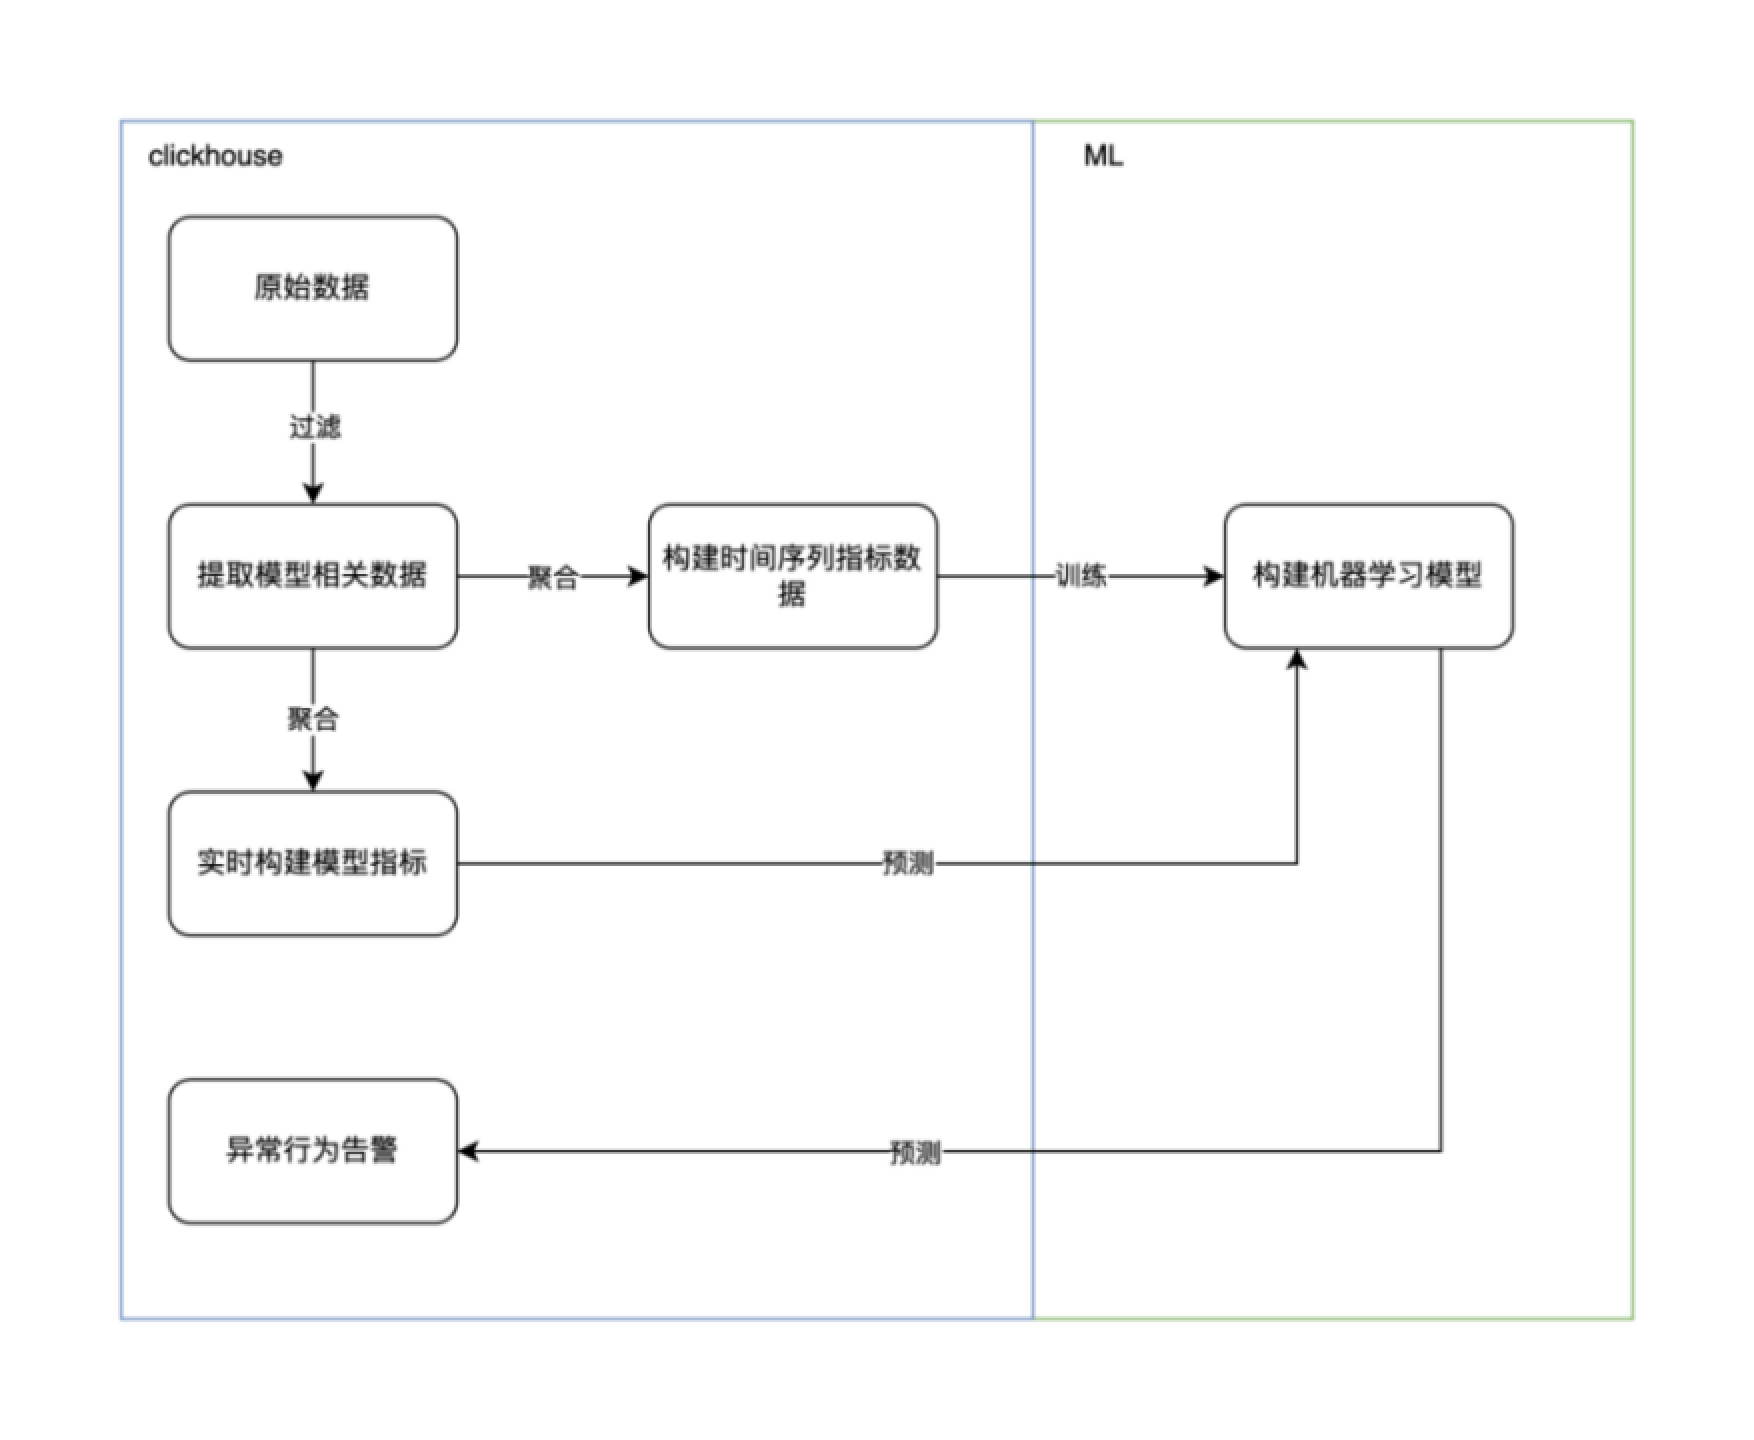 clickhouse
ML
原始数据
过滤
提取模型相关数据
聚合
构建时间序列指标数
据
训练
构建机器学习模型
聚合
实时构建模型指标
预测
异常行为告警
预测